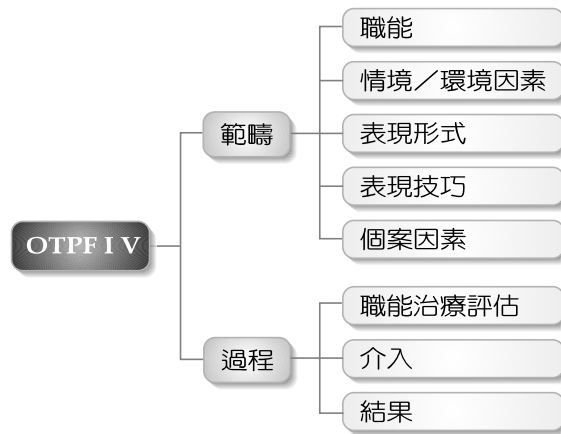 OTPF I V
範疇
職能
情境／環境因素
表現形式
表現技巧
個案因素
過程
職能治療評估
介入
結果